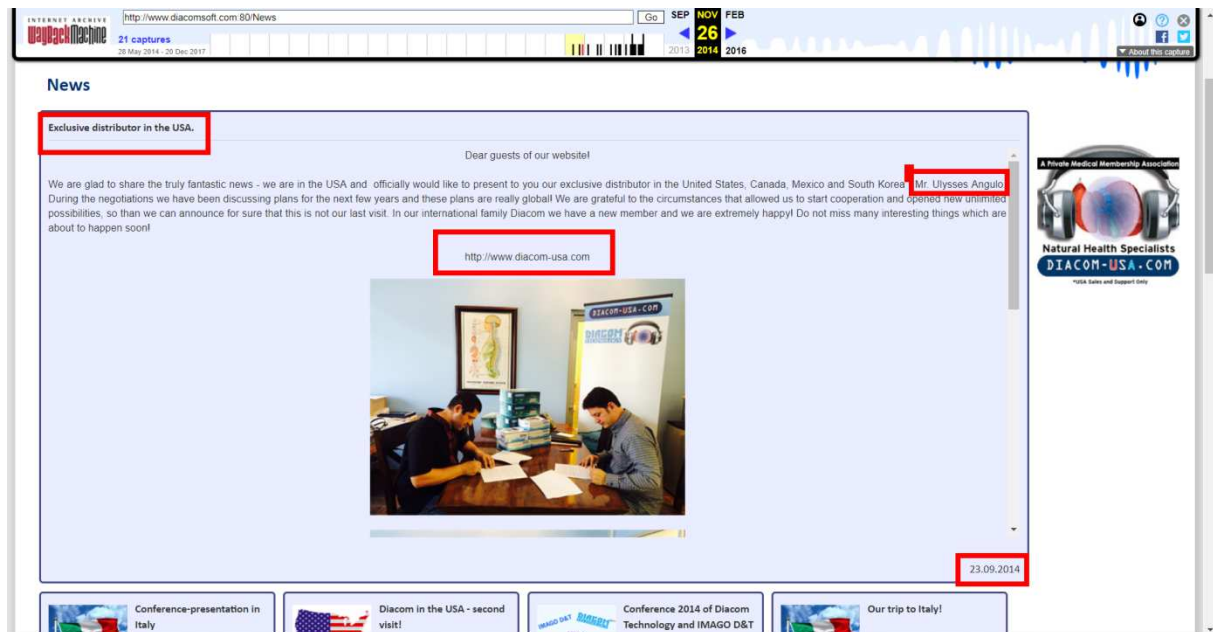 INTERNET ARCHIVE
WayBackMachine
http://www.diacomsoft.com:80/News
Go
SEP NOV FEB
26
2013 2014 2016
21 captures
28 May 2014 - 20 Dec 2017
About this capture
News
Exclusive distributor in the USA.
Dear guests of our website!
We are glad to share the truly fantastic news - we are in the USA and officially would like to present to you our exclusive distributor in the United States, Canada, Mexico and South Korea Mr. Ulysses Angulo.
During the negotiations we have been discussing plans for the next few years and these plans are really global! We are grateful to the circumstances that allowed us to start cooperation and opened new unlimited
possibilities, so than we can announce for sure that this is not our last visit. In our international family Diacom we have a new member and we are extremely happy! Do not miss many interesting things which are
about to happen soon!
http://www.diacom-usa.com
DIACOM-USA.COM
DIACOM
23.09.2014
A Private Medical Membership Association
Natural Health Specialists
DIACOM-USA.COM
*USA Sales and Support Only
Conference-presentation in
Italy
Diacom in the USA - second
visit!
IMAGO D&T
Conference 2014 of Diacom
Technology and IMAGO D&T
Our trip to Italy!